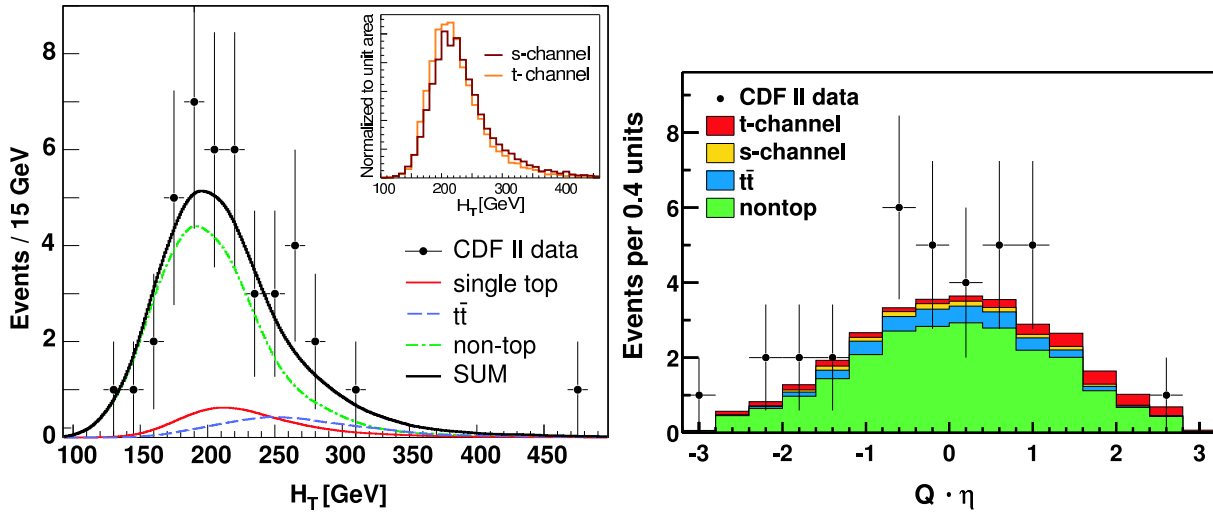 Events / 15 GeV
8
6
4
2
0
100 150 200 250 300 350 400 450
H_T [GeV]
Normalized to unit area
s-channel
t-channel
100 200 300 400
H_T [GeV]
CDF II data
single top
tt̄
non-top
SUM
Events per 0.4 units
8
6
4
2
0
-3 -2 -1 0 1 2 3
Q · η
CDF II data
t-channel
s-channel
tt̄
nontop